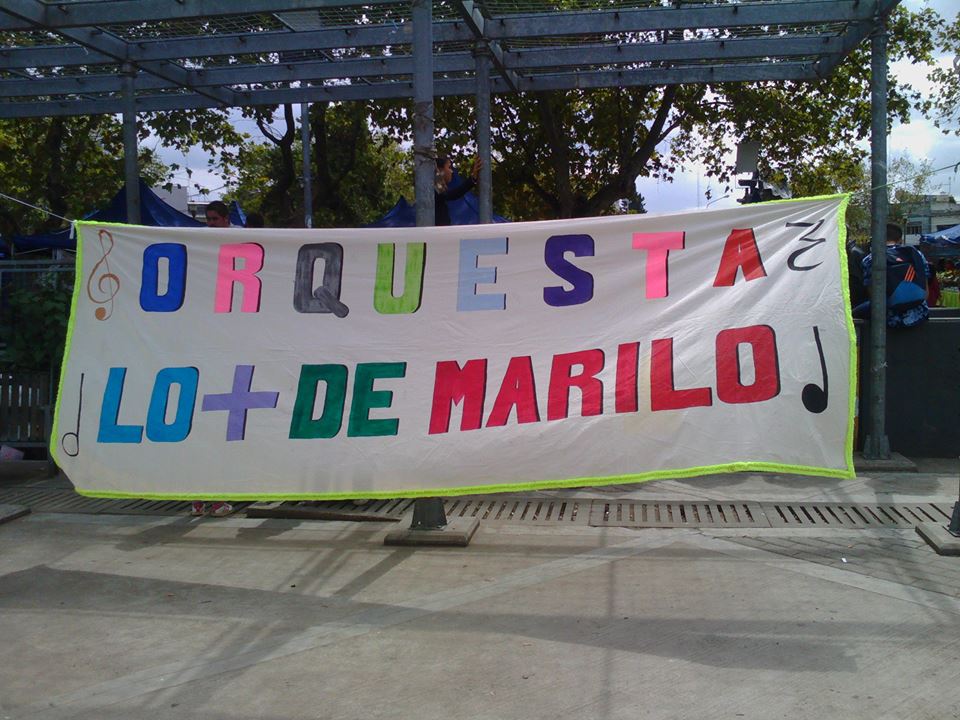 ORQUESTA
LO + DE MARILO